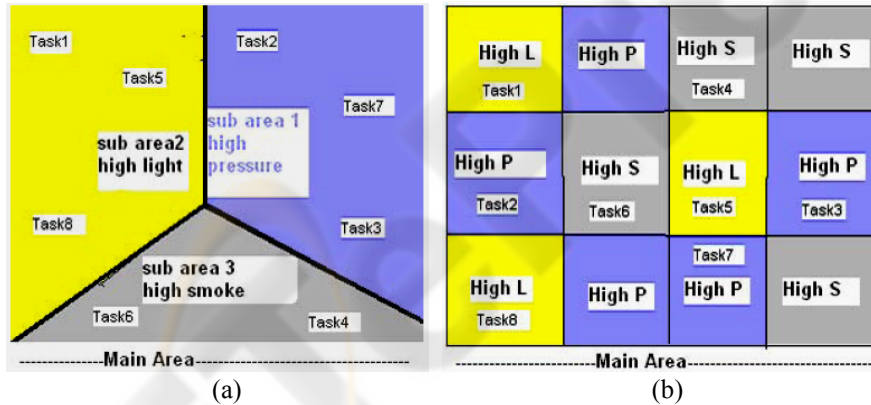 Task1
Task2
Task5
Task7
sub area 1
high
pressure
sub area2
high light
Task8
Task3
sub area 3
high smoke
Task6
Task4
Main Area
(a)
High L
Task1
High P
High S
Task4
High S
High P
Task2
High S
Task6
High L
Task5
High P
Task3
High L
Task8
High P
Task7
High P
High S
Main Area
(b)